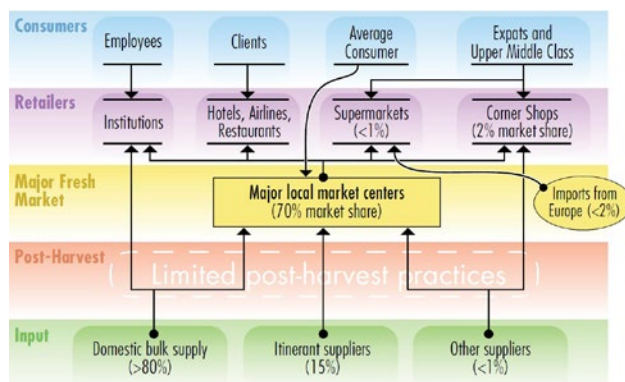 Consumers
Employees
Clients
Average
Consumer
Expats and
Upper Middle Class
Retailers
Institutions
Hotels, Airlines,
Restaurants
Supermarkets
(<1%)
Corner Shops
(2% market share)
Major Fresh
Market
Major local market centers
(70% market share)
Imports from
Europe (<2%)
Post-Harvest
Limited post-harvest practices
Input
Domestic bulk supply
(>80%)
Itinerant suppliers
(15%)
Other suppliers
(<1%)